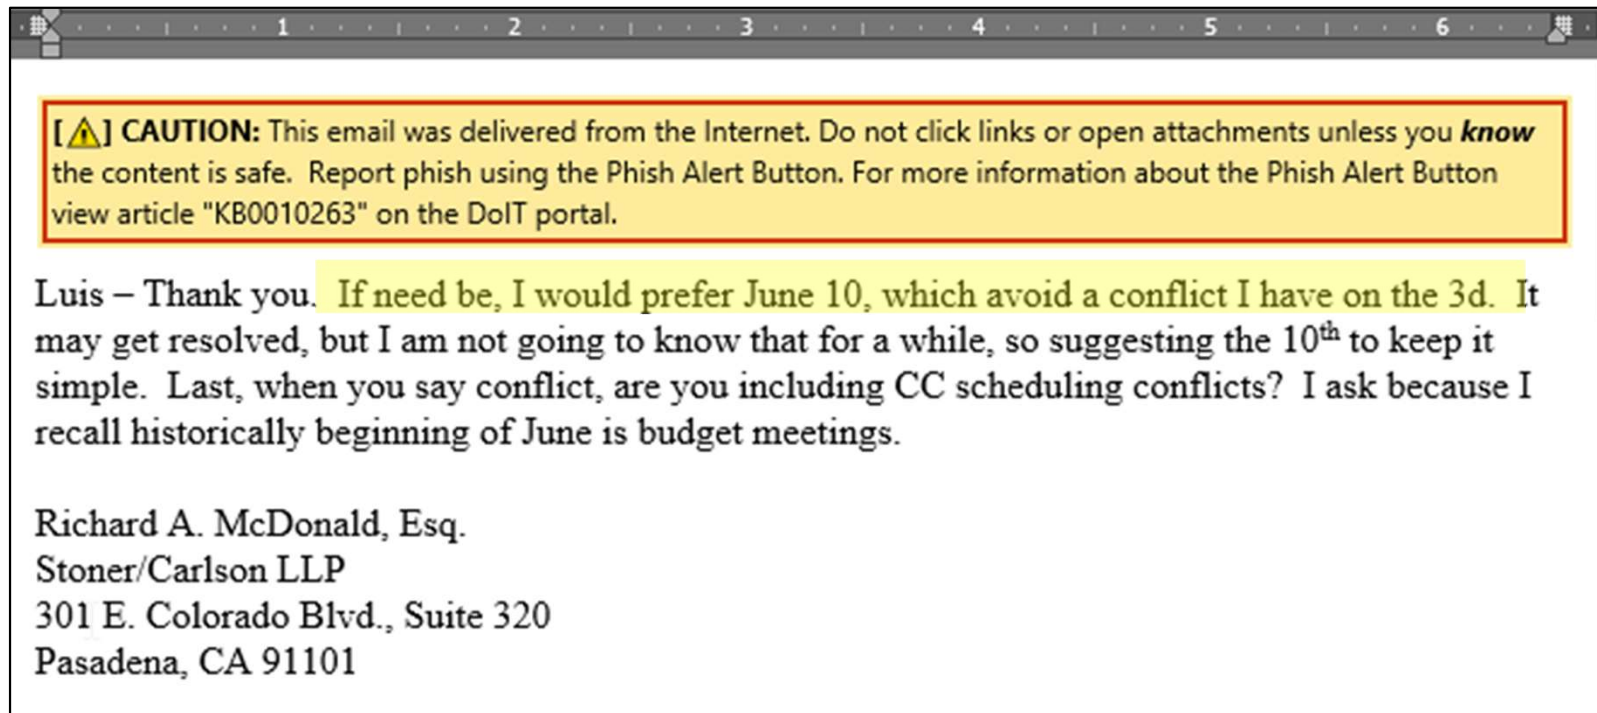 1 2 3 4 5 6
[⚠] CAUTION: This email was delivered from the Internet. Do not click links or open attachments unless you know
the content is safe.  Report phish using the Phish Alert Button. For more information about the Phish Alert Button
view article "KB0010263" on the DoIT portal.
Luis – Thank you.  If need be, I would prefer June 10, which avoid a conflict I have on the 3d.  It
may get resolved, but I am not going to know that for a while, so suggesting the 10th to keep it
simple.  Last, when you say conflict, are you including CC scheduling conflicts?  I ask because I
recall historically beginning of June is budget meetings.
Richard A. McDonald, Esq.
Stoner/Carlson LLP
301 E. Colorado Blvd., Suite 320
Pasadena, CA 91101